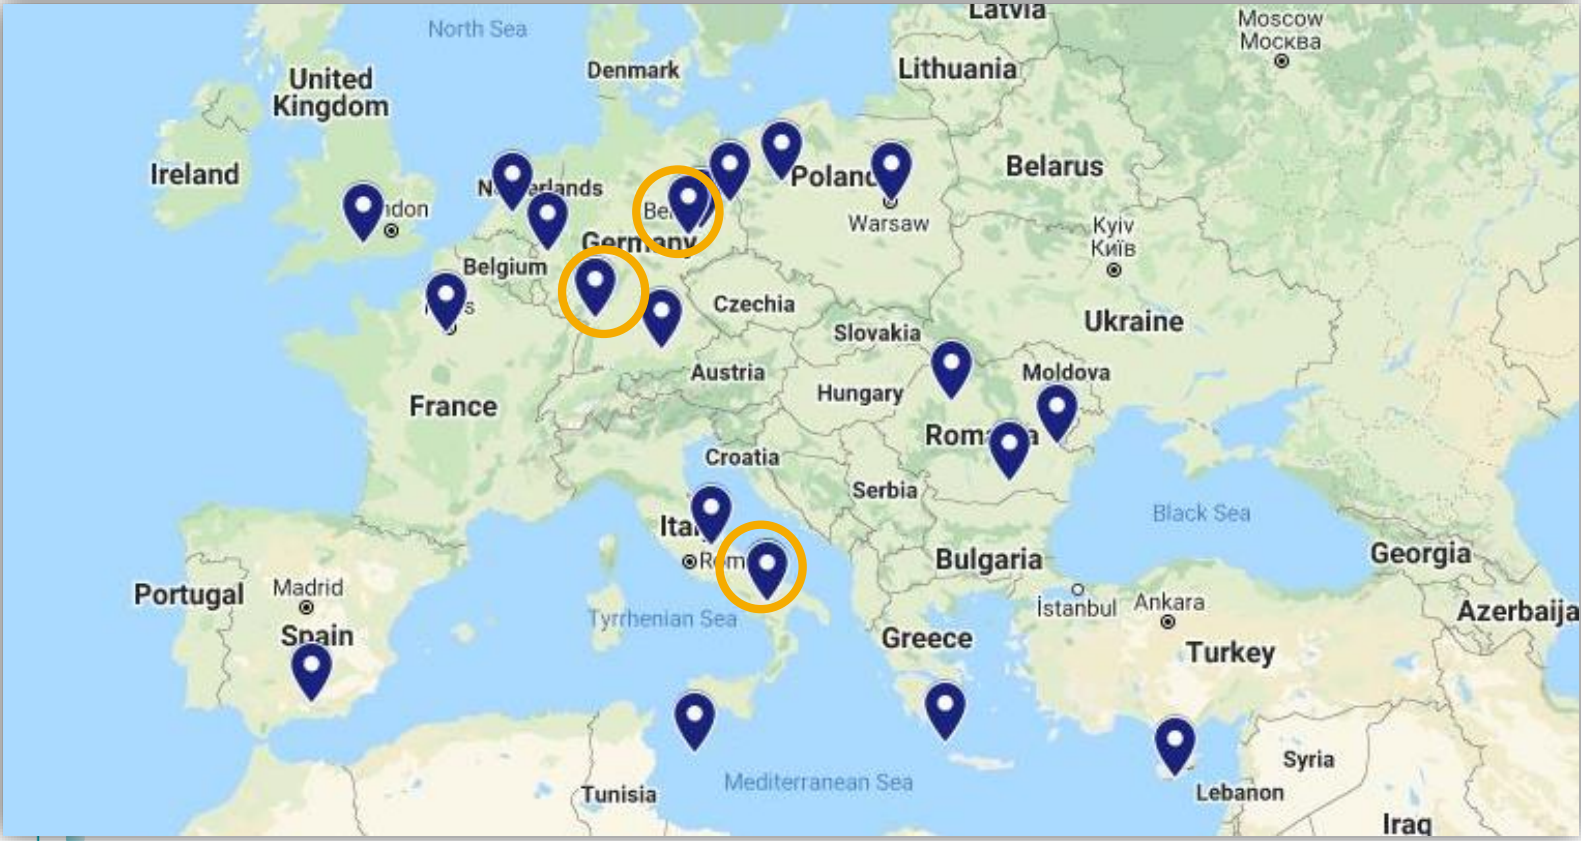 North Sea
Latvia
Moscow
Москва
United
Kingdom
Denmark
Lithuania
Ireland
Belarus
Poland
Warsaw
Kyiv
Київ
Germany
Belgium
Czechia
Slovakia
Ukraine
Austria
Hungary
Moldova
France
Croatia
Serbia
Black Sea
Bulgaria
Georgia
Portugal
Madrid
Spain
Tyrrhenian Sea
İstanbul
Ankara
Azerbaija
Greece
Turkey
Mediterranean Sea
Tunisia
Syria
Lebanon
Iraq